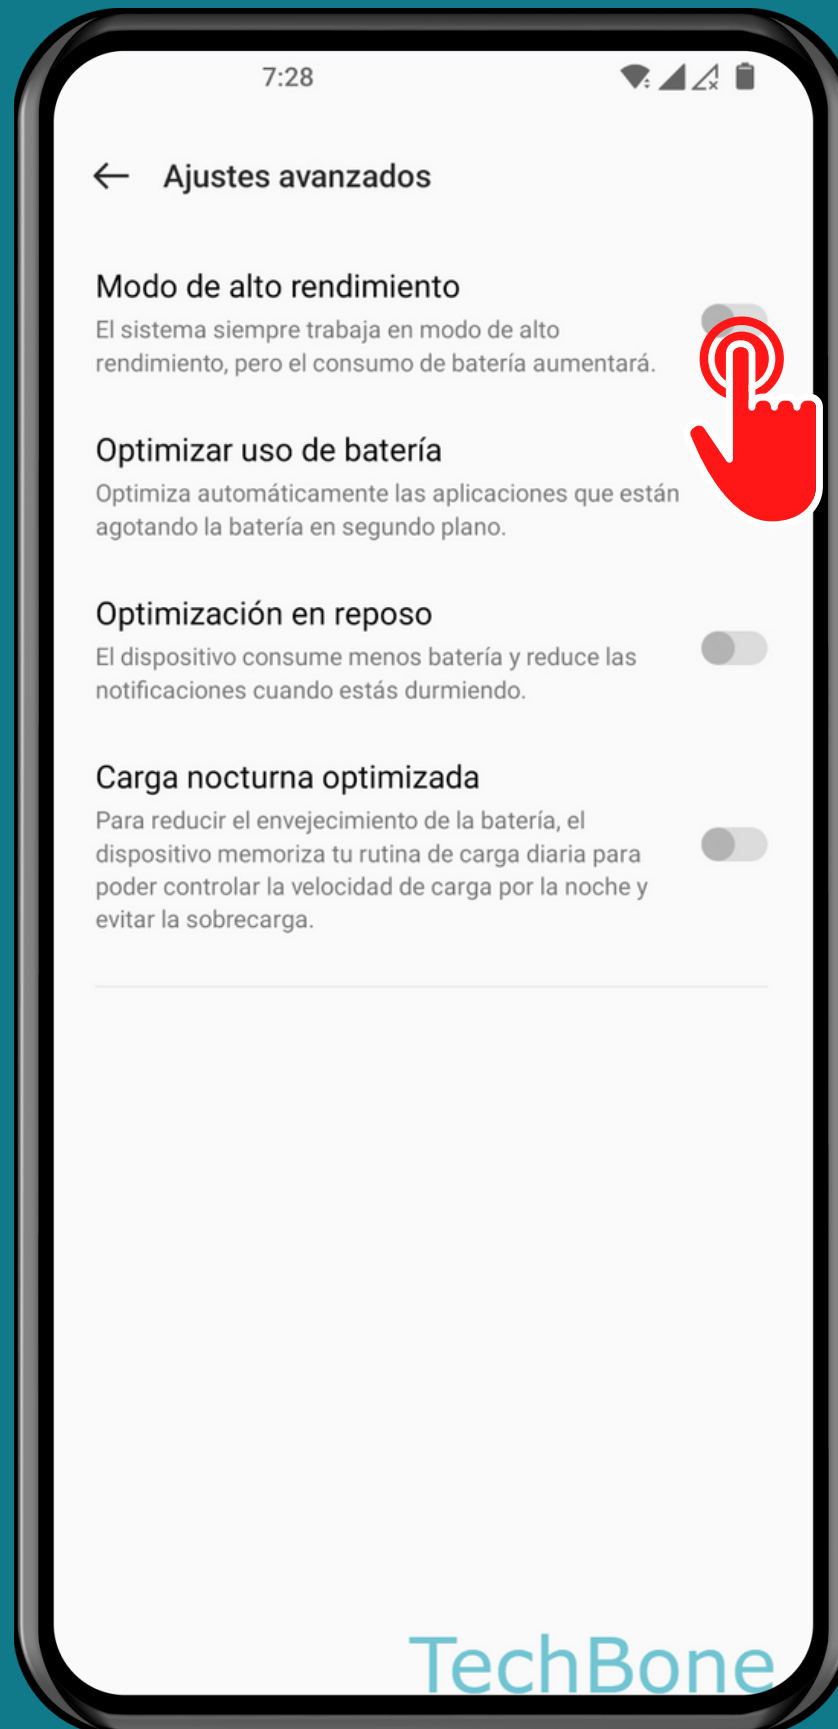 7:28
Ajustes avanzados
Modo de alto rendimiento
El sistema siempre trabaja en modo de alto
rendimiento, pero el consumo de batería aumentará.
Optimizar uso de batería
Optimiza automáticamente las aplicaciones que están
agotando la batería en segundo plano.
Optimización en reposo
El dispositivo consume menos batería y reduce las
notificaciones cuando estás durmiendo.
Carga nocturna optimizada
Para reducir el envejecimiento de la batería, el
dispositivo memoriza tu rutina de carga diaria para
poder controlar la velocidad de carga por la noche y
evitar la sobrecarga.
TechBone